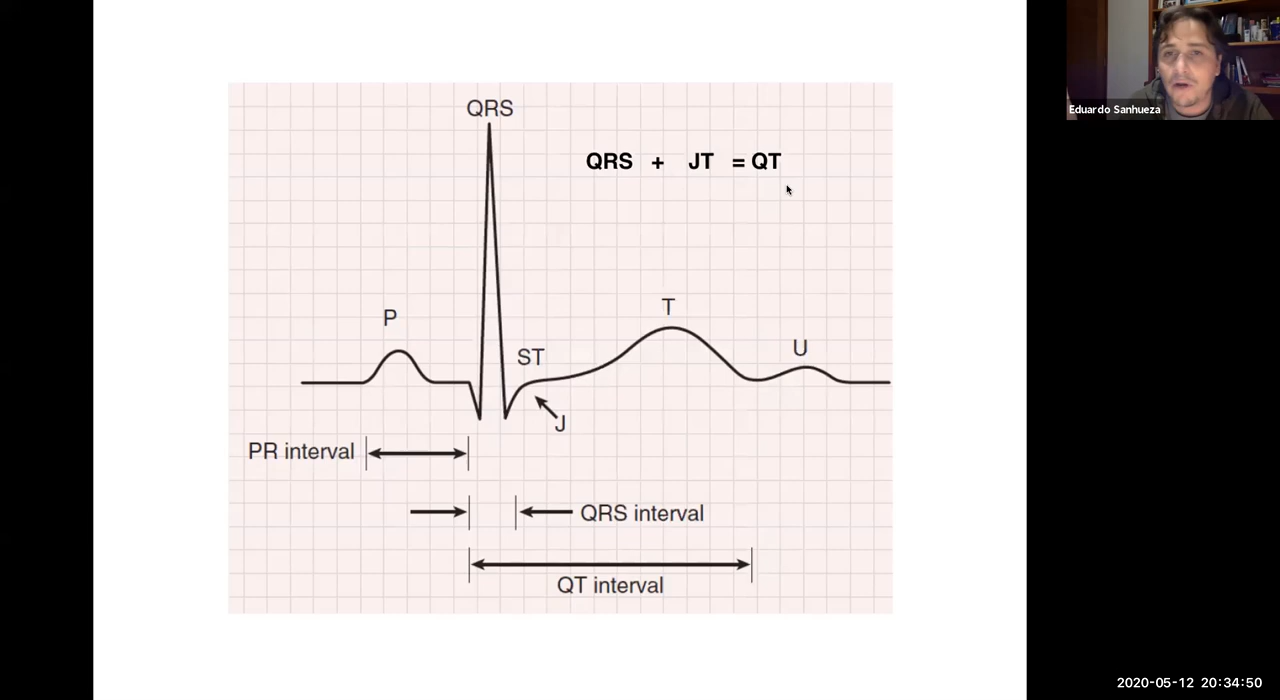 QRS
QRS + JT = QT
Eduardo Sanhueza
P
T
ST
U
J
PR interval
QRS interval
QT interval
2020-05-12 20:34:50